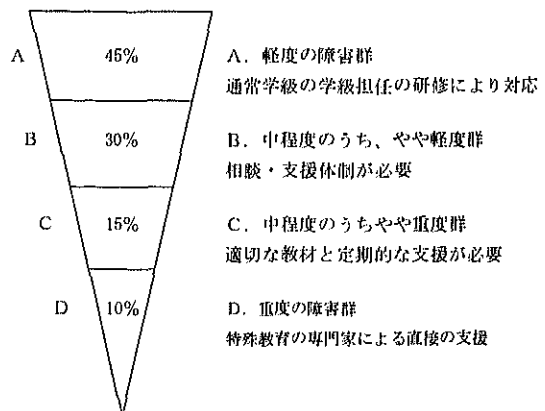 A 45% A．軽度の障害群
通常学級の学級担任の研修により対応
B 30% B．中程度のうち、やや軽度群
相談・支援体制が必要
C 15% C．中程度のうちやや重度群
適切な教材と定期的な支援が必要
D 10% D．重度の障害群
特殊教育の専門家による直接の支援